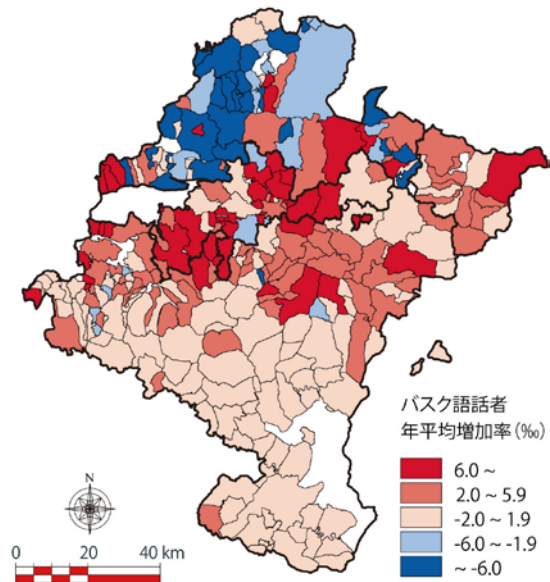 バスク語話者
年平均増加率(‰)
6.0 ~
2.0 ~ 5.9
-2.0 ~ 1.9
-6.0 ~ -1.9
~ -6.0
N
0 20 40 km